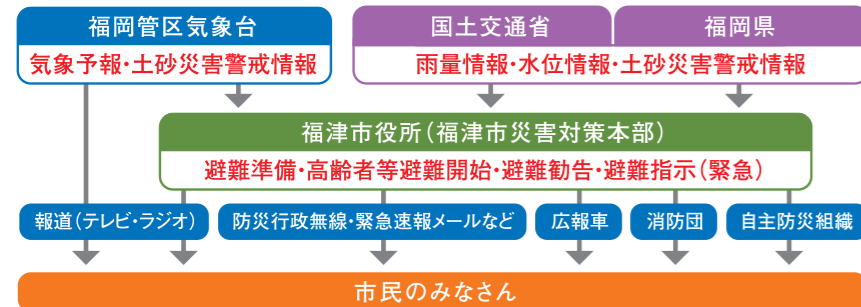 福岡管区気象台
国土交通省
福岡県
気象予報・土砂災害警戒情報
雨量情報・水位情報・土砂災害警戒情報
福津市役所（福津市災害対策本部）
避難準備・高齢者等避難開始・避難勧告・避難指示（緊急）
報道（テレビ・ラジオ）
防災行政無線・緊急速報メールなど
広報車
消防団
自主防災組織
市民のみなさん